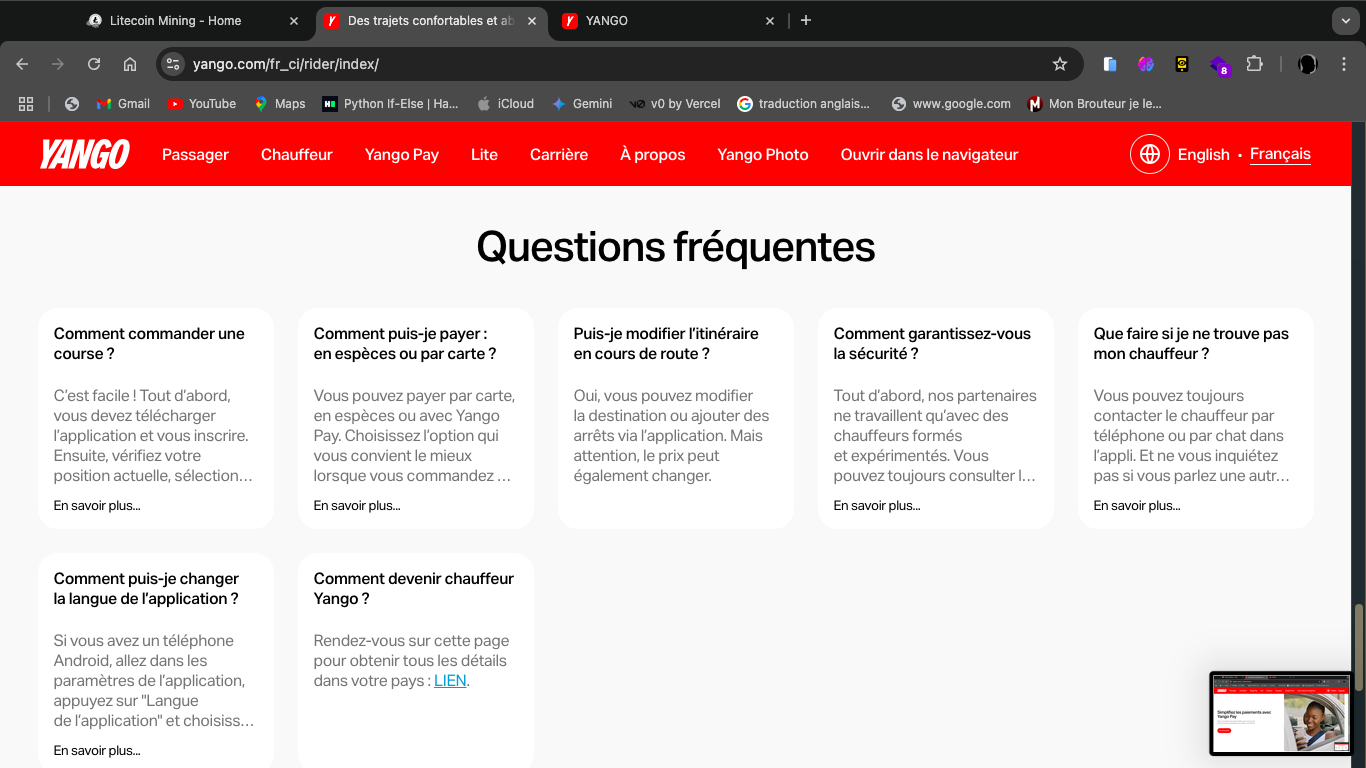 Litecoin Mining - Home
Des trajets confortables et ab
YANGO
yango.com/fr_ci/rider/index/
8
Gmail
YouTube
Maps
Python If-Else | Ha...
iCloud
Gemini
v0 by Vercel
traduction anglais...
www.google.com
Mon Brouteur je le...
YANGO
Passager
Chauffeur
Yango Pay
Lite
Carrière
À propos
Yango Photo
Ouvrir dans le navigateur
English • Français
Questions fréquentes
Comment commander une
course ?
C’est facile ! Tout d’abord,
vous devez télécharger
l’application et vous inscrire.
Ensuite, vérifiez votre
position actuelle, sélection…
En savoir plus...
Comment puis-je payer :
en espèces ou par carte ?
Vous pouvez payer par carte,
en espèces ou avec Yango
Pay. Choisissez l’option qui
vous convient le mieux
lorsque vous commandez …
En savoir plus...
Puis-je modifier l’itinéraire
en cours de route ?
Oui, vous pouvez modifier
la destination ou ajouter des
arrêts via l’application. Mais
attention, le prix peut
également changer.
Comment garantissez-vous
la sécurité ?
Tout d’abord, nos partenaires
ne travaillent qu’avec des
chauffeurs formés
et expérimentés. Vous
pouvez toujours consulter l…
En savoir plus...
Que faire si je ne trouve pas
mon chauffeur ?
Vous pouvez toujours
contacter le chauffeur par
téléphone ou par chat dans
l’appli. Et ne vous inquiétez
pas si vous parlez une autr…
En savoir plus...
Comment puis-je changer
la langue de l’application ?
Si vous avez un téléphone
Android, allez dans les
paramètres de l’application,
appuyez sur "Langue
de l’application" et choisiss…
En savoir plus...
Comment devenir chauffeur
Yango ?
Rendez-vous sur cette page
pour obtenir tous les détails
dans votre pays : LIEN.
Simplifiez les paiements avec
Yango Pay